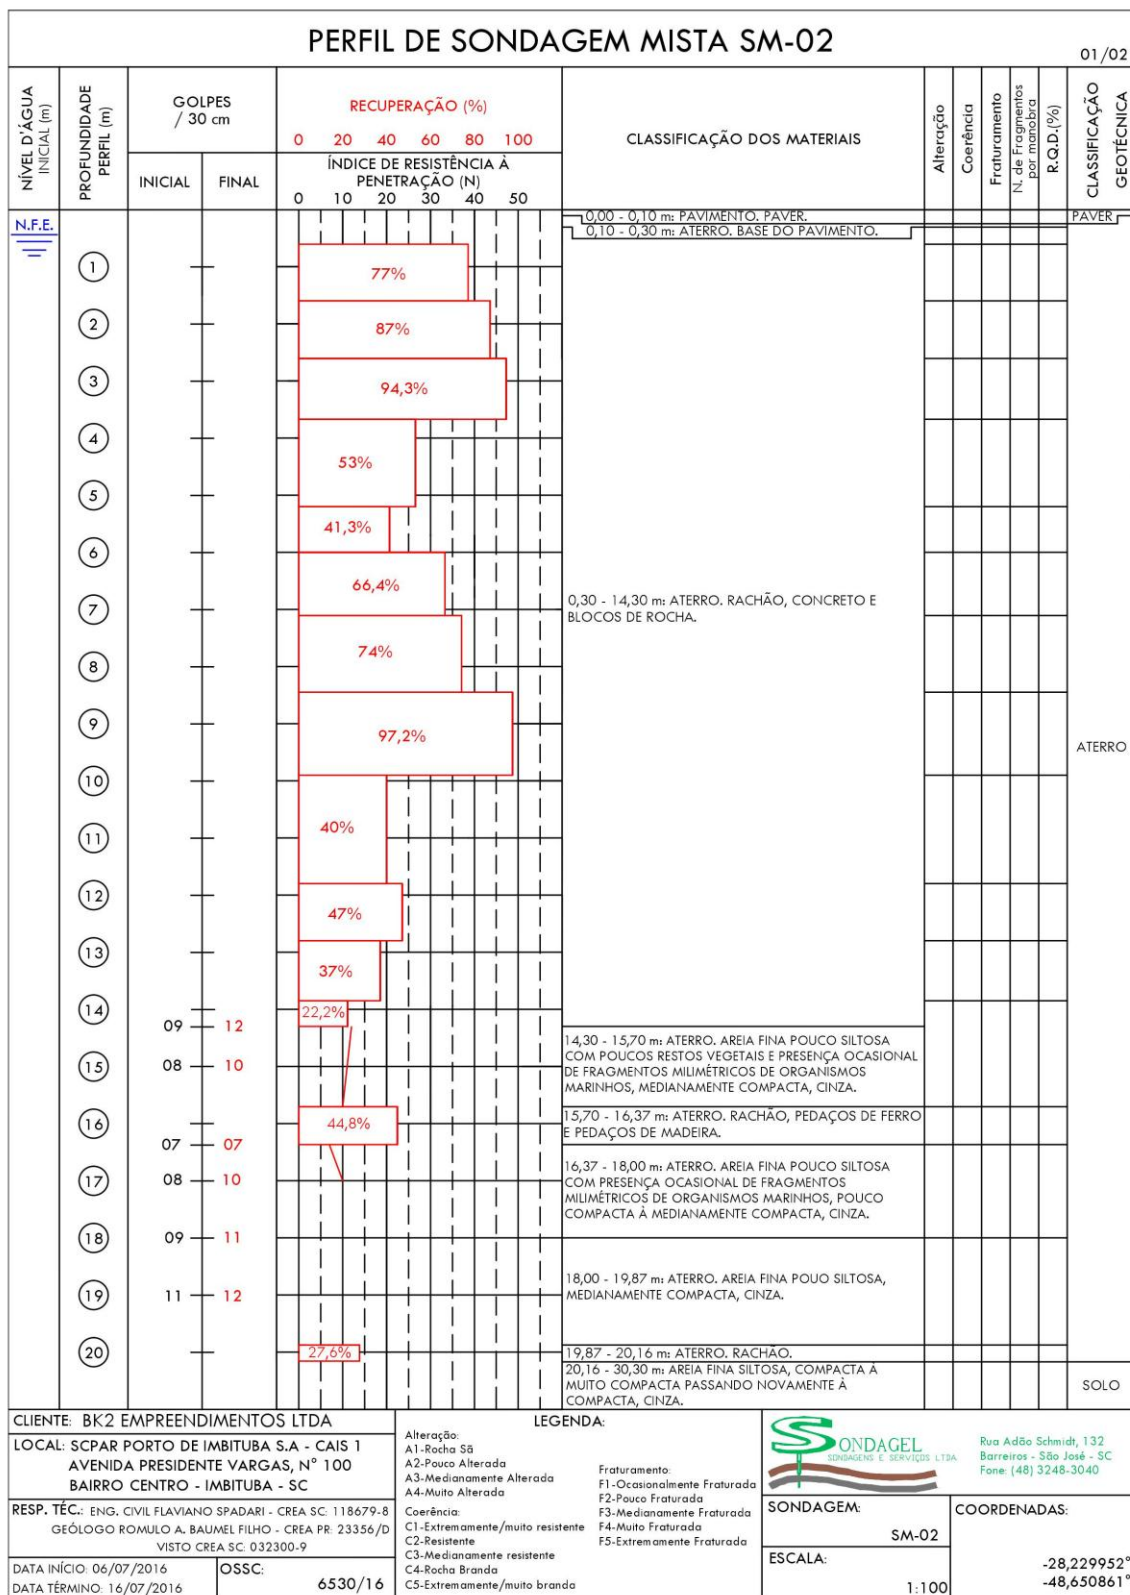 PERFIL DE SONDAGEM MISTA SM-02
01/02
NÍVEL D'ÁGUA
INICIAL (m)
PROFUNDIDADE
PERFIL (m)
GOLPES
/ 30 cm
INICIAL
FINAL
RECUPERAÇÃO (%)
0 20 40 60 80 100
ÍNDICE DE RESISTÊNCIA À
PENETRAÇÃO (N)
0 10 20 30 40 50
CLASSIFICAÇÃO DOS MATERIAIS
Alteração
Coerência
Fraturamento
N. de Fragmentos
por manobra
R.Q.D.(%)
CLASSIFICAÇÃO
GEOTÉCNICA
N.F.E.
0,00 - 0,10 m: PAVIMENTO. PAVER.
PAVER
0,10 - 0,30 m: ATERRO. BASE DO PAVIMENTO.
1
77%
2
87%
3
94,3%
4
53%
5
41,3%
6
66,4%
0,30 - 14,30 m: ATERRO. RACHÃO, CONCRETO E
BLOCOS DE ROCHA.
7
74%
8
9
97,2%
ATERRO
10
40%
11
12
47%
13
37%
14
22,2%
09 12
14,30 - 15,70 m: ATERRO. AREIA FINA POUCO SILTOSA
COM POUCOS RESTOS VEGETAIS E PRESENÇA OCASIONAL
DE FRAGMENTOS MILIMÉTRICOS DE ORGANISMOS
MARINHOS, MEDIANAMENTE COMPACTA, CINZA.
15
08 10
15,70 - 16,37 m: ATERRO. RACHÃO, PEDAÇOS DE FERRO
E PEDAÇOS DE MADEIRA.
16
44,8%
07 07
16,37 - 18,00 m: ATERRO. AREIA FINA POUCO SILTOSA
COM PRESENÇA OCASIONAL DE FRAGMENTOS
MILIMÉTRICOS DE ORGANISMOS MARINHOS, POUCO
COMPACTA À MEDIANAMENTE COMPACTA, CINZA.
17
08 10
18
09 11
18,00 - 19,87 m: ATERRO. AREIA FINA POUO SILTOSA,
MEDIANAMENTE COMPACTA, CINZA.
19
11 12
20
27,6%
19,87 - 20,16 m: ATERRO. RACHÃO.
20,16 - 30,30 m: AREIA FINA SILTOSA, COMPACTA À
MUITO COMPACTA PASSANDO NOVAMENTE À
COMPACTA, CINZA.
SOLO
CLIENTE: BK2 EMPREENDIMENTOS LTDA
LOCAL: SCPAR PORTO DE IMBITUBA S.A - CAIS 1
AVENIDA PRESIDENTE VARGAS, N° 100
BAIRRO CENTRO - IMBITUBA - SC
RESP. TÉC.: ENG. CIVIL FLAVIANO SPADARI - CREA SC: 118679-8
GEÓLOGO ROMULO A. BAUMEL FILHO - CREA PR: 23356/D
VISTO CREA SC: 032300-9
DATA INÍCIO: 06/07/2016
DATA TÉRMINO: 16/07/2016
OSSC:
6530/16
LEGENDA:
Alteração:
A1-Rocha Sã
A2-Pouco Alterada
A3-Medianamente Alterada
A4-Muito Alterada
Coerência:
C1-Extremamente/muito resistente
C2-Resistente
C3-Medianamente resistente
C4-Rocha Branda
C5-Extremamente/muito branda
Fraturamento:
F1-Ocasionalmente Fraturada
F2-Pouco Fraturada
F3-Medianamente Fraturada
F4-Muito Fraturada
F5-Extremamente Fraturada
SONDAGEL
SONDAGENS E SERVIÇOS LTDA
Rua Adão Schmidt, 132
Barreiros - São José - SC
Fone: (48) 3248-3040
SONDAGEM:
SM-02
ESCALA:
1:100
COORDENADAS:
-28,229952°
-48,650861°